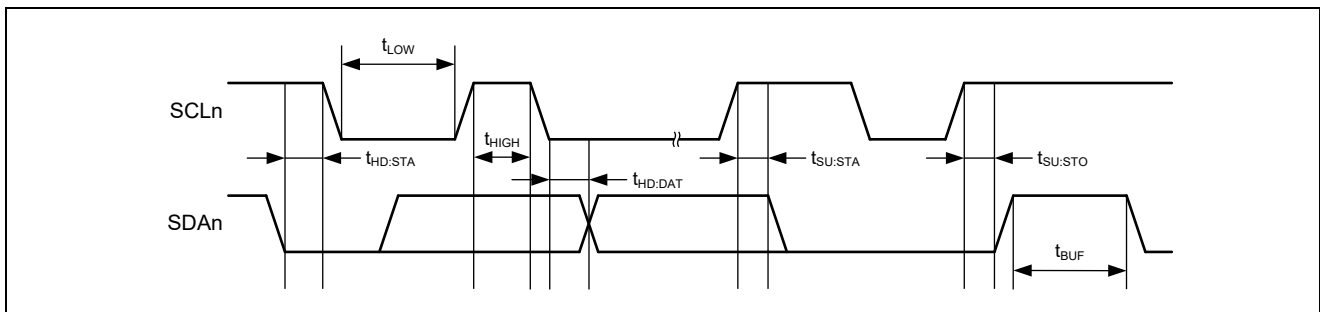 tLOW
SCLn
tHIGH
tHD:STA
tSU:STA
tSU:STO
tHD:DAT
SDAn
tBUF